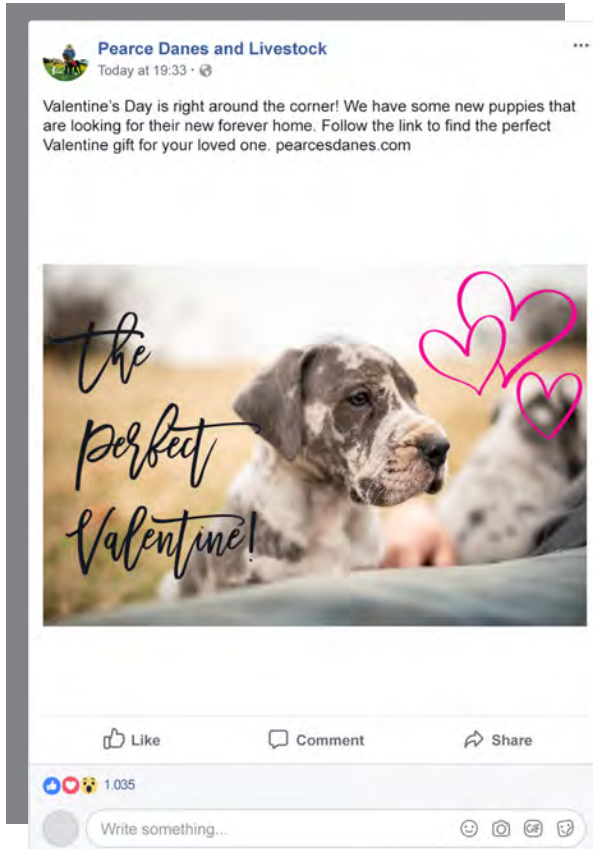 Pearce Danes and Livestock
Today at 19:33 ·
Valentine's Day is right around the corner! We have some new puppies that
are looking for their new forever home. Follow the link to find the perfect
Valentine gift for your loved one. pearcesdanes.com
the
perfect
Valentine!
Like
Comment
Share
1.035
Write something...
GIF